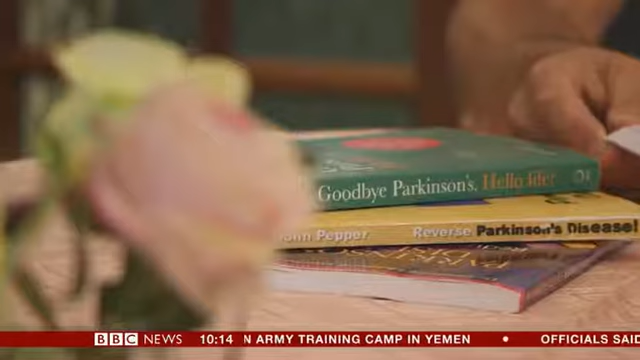 Goodbye Parkinson's, Hello life!
John Pepper Reverse Parkinson's Disease!
BBC NEWS 10:14 N ARMY TRAINING CAMP IN YEMEN • OFFICIALS SAID